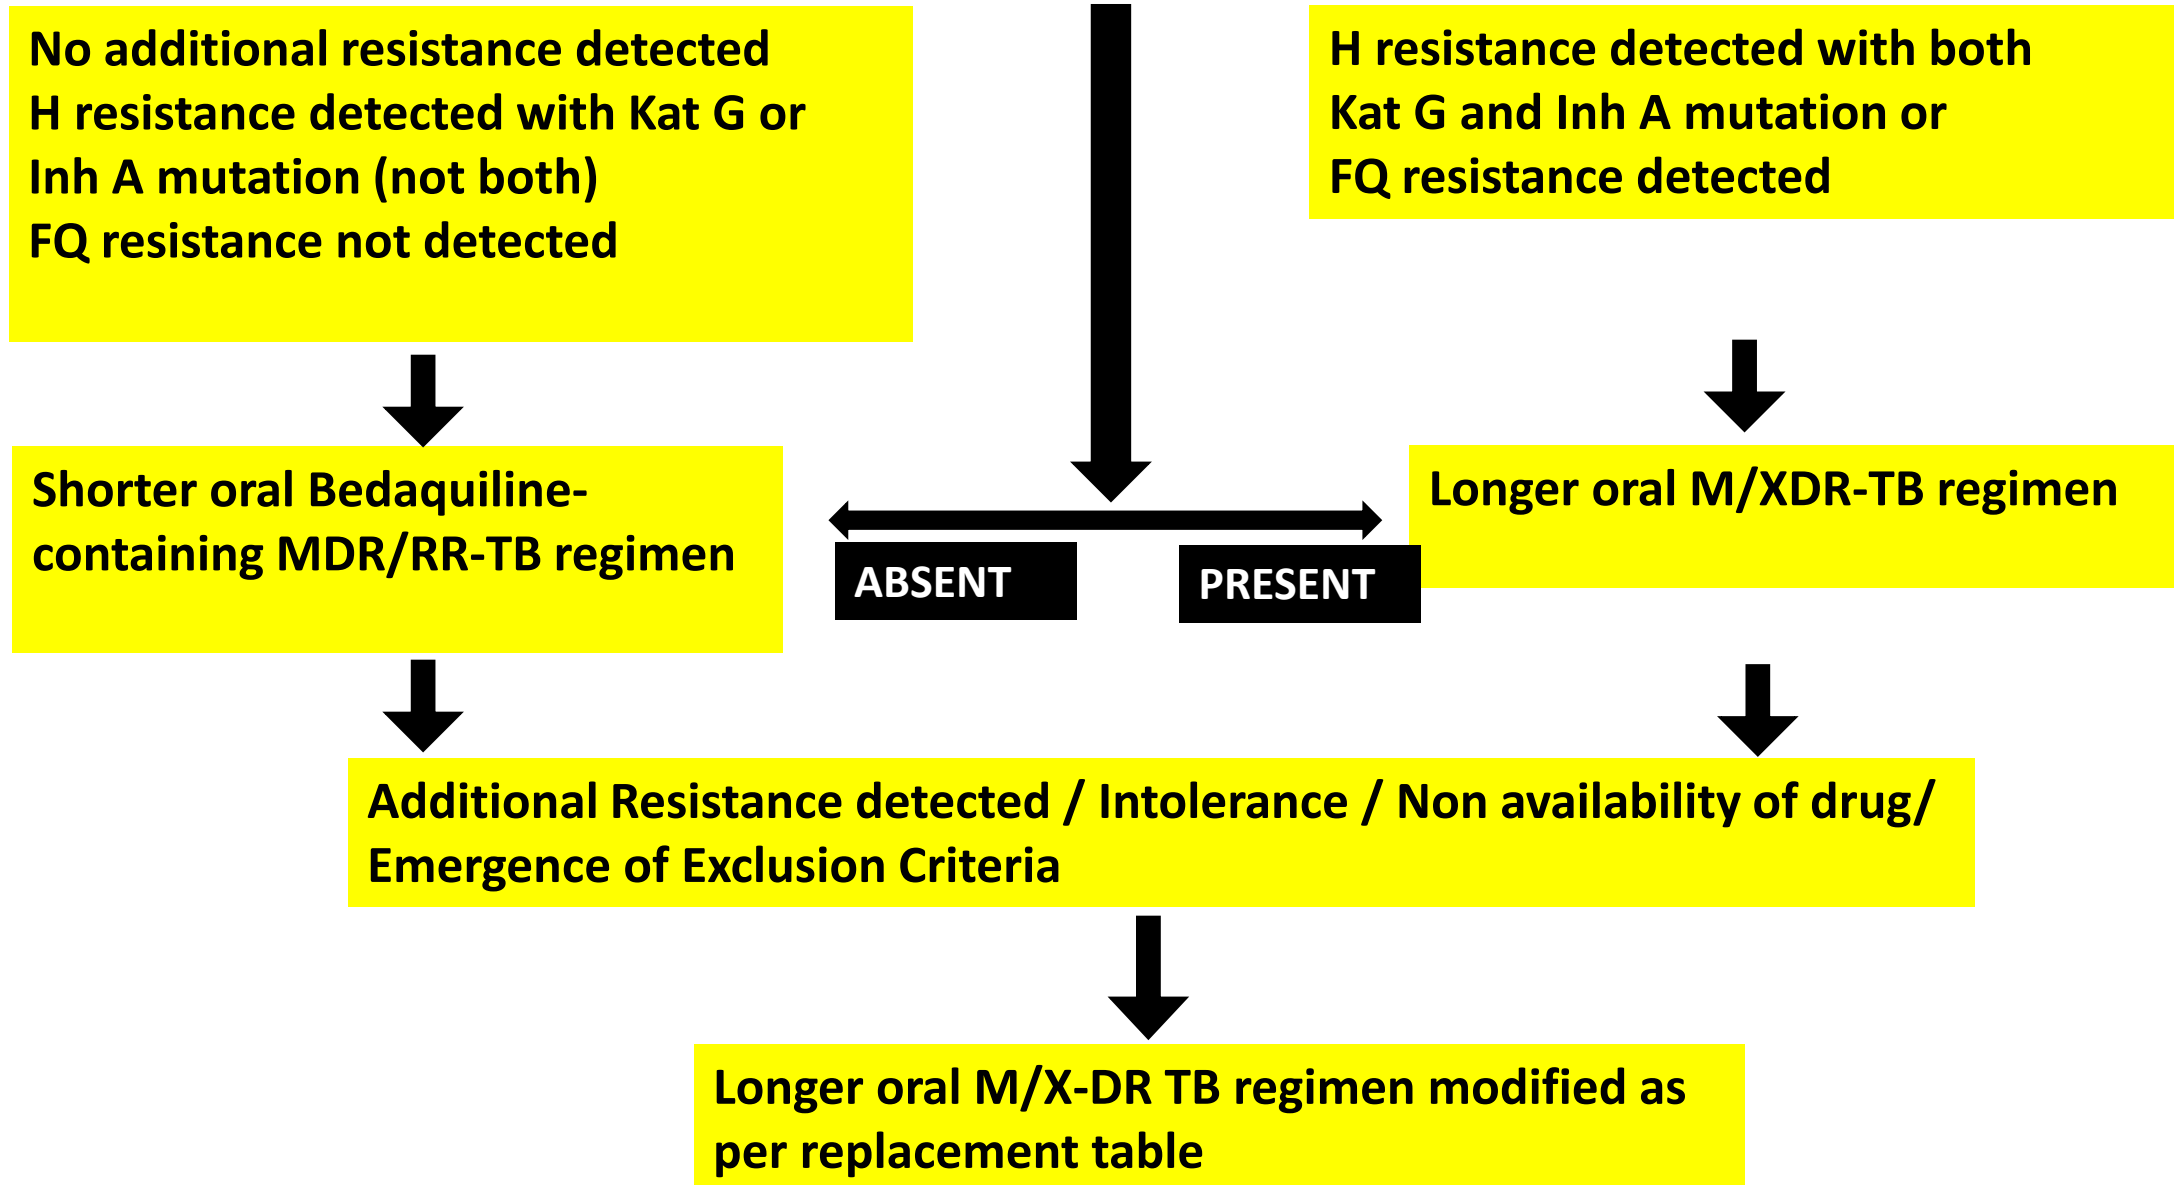 No additional resistance detected
H resistance detected with Kat G or
Inh A mutation (not both)
FQ resistance not detected
H resistance detected with both
Kat G and Inh A mutation or
FQ resistance detected
Shorter oral Bedaquiline-
containing MDR/RR-TB regimen
ABSENT
PRESENT
Longer oral M/XDR-TB regimen
Additional Resistance detected / Intolerance / Non availability of drug/
Emergence of Exclusion Criteria
Longer oral M/X-DR TB regimen modified as
per replacement table